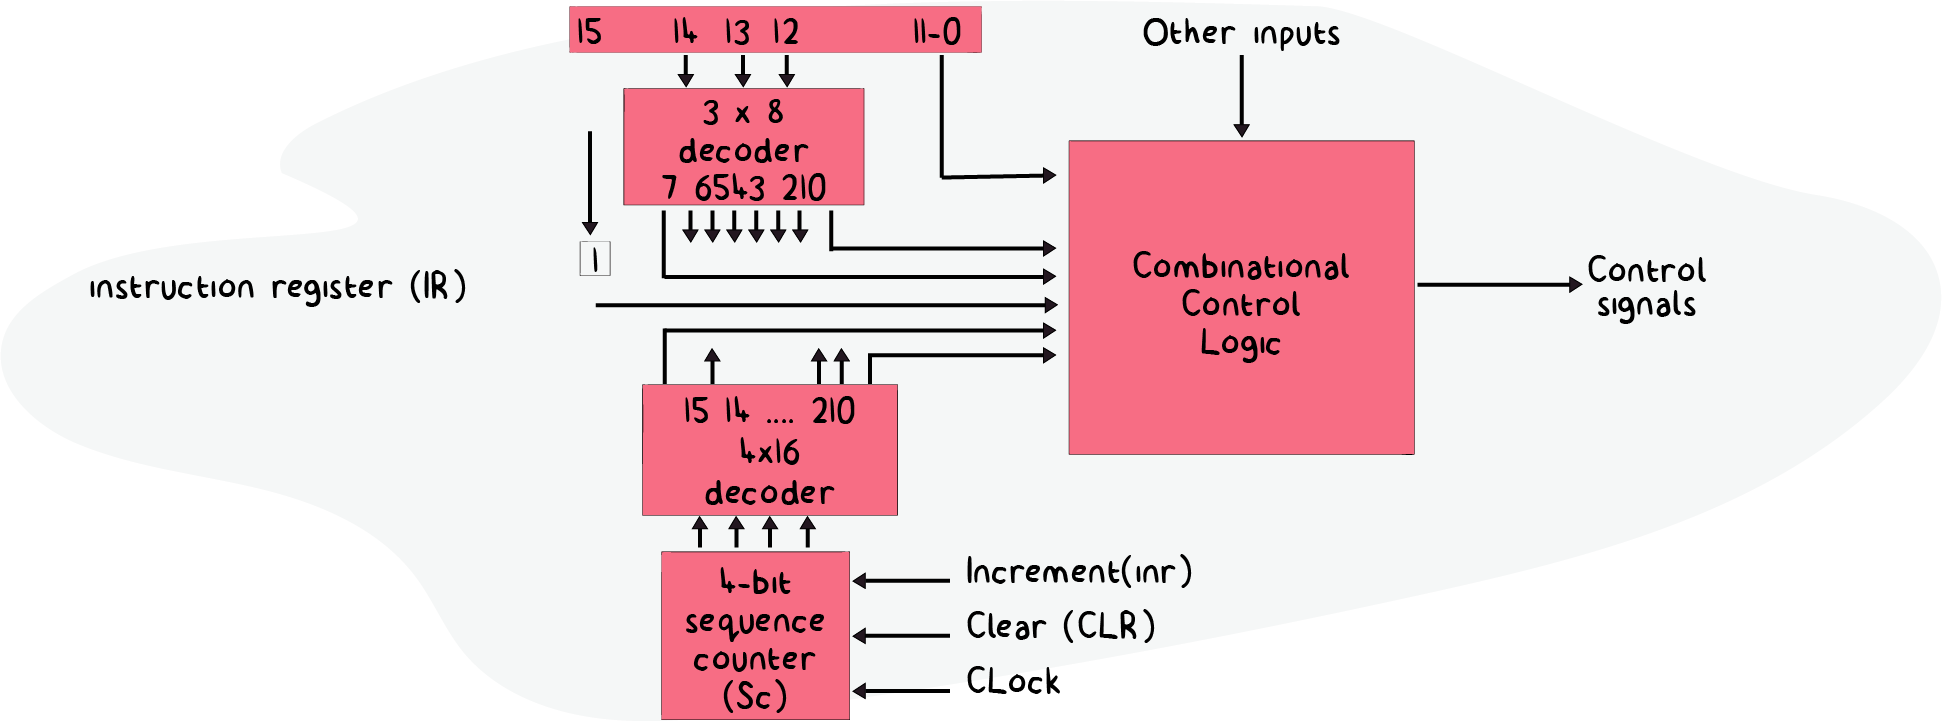 15 14 13 12 11-0
Other inputs
3 x 8
decoder
7 6543 210
1
instruction register (IR)
Combinational
Control
Logic
Control
signals
15 14 .... 210
4x16
decoder
4-bit
sequence
counter
(Sc)
Increment(inr)
Clear (CLR)
CLock